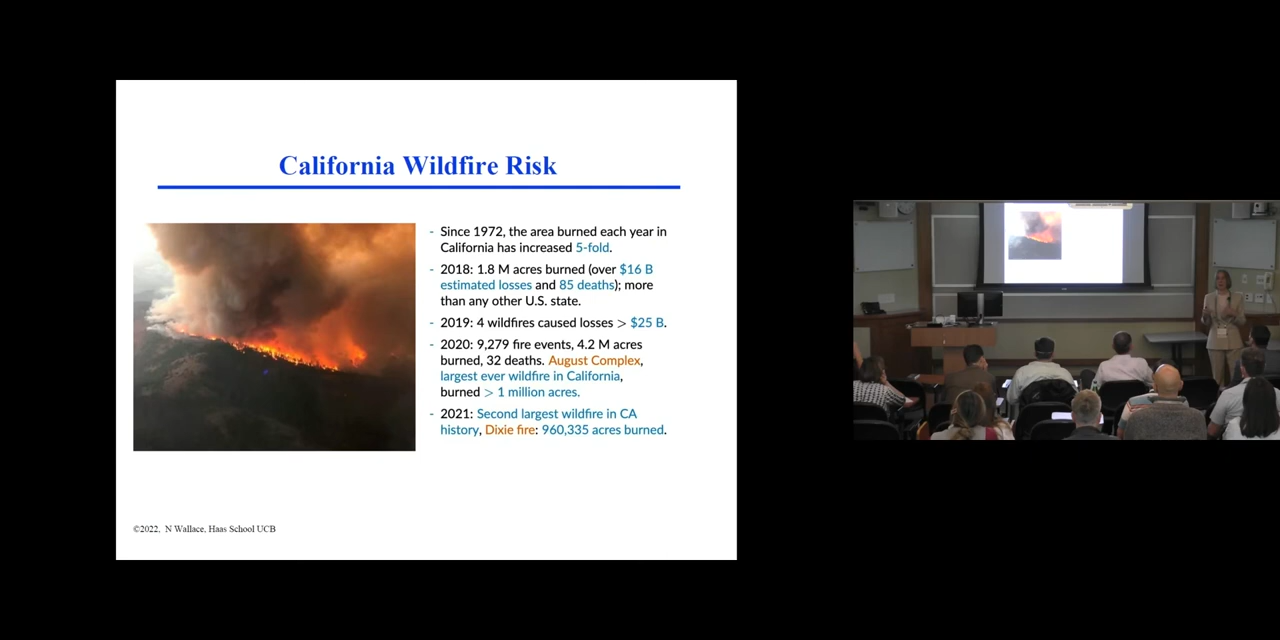 California Wildfire Risk
- Since 1972, the area burned each year in
California has increased 5-fold.
- 2018: 1.8 M acres burned (over $16 B
estimated losses and 85 deaths); more
than any other U.S. state.
- 2019: 4 wildfires caused losses > $25 B.
- 2020: 9,279 fire events, 4.2 M acres
burned, 32 deaths. August Complex,
largest ever wildfire in California,
burned > 1 million acres.
- 2021: Second largest wildfire in CA
history, Dixie fire: 960,335 acres burned.
©2022, N Wallace, Haas School UCB